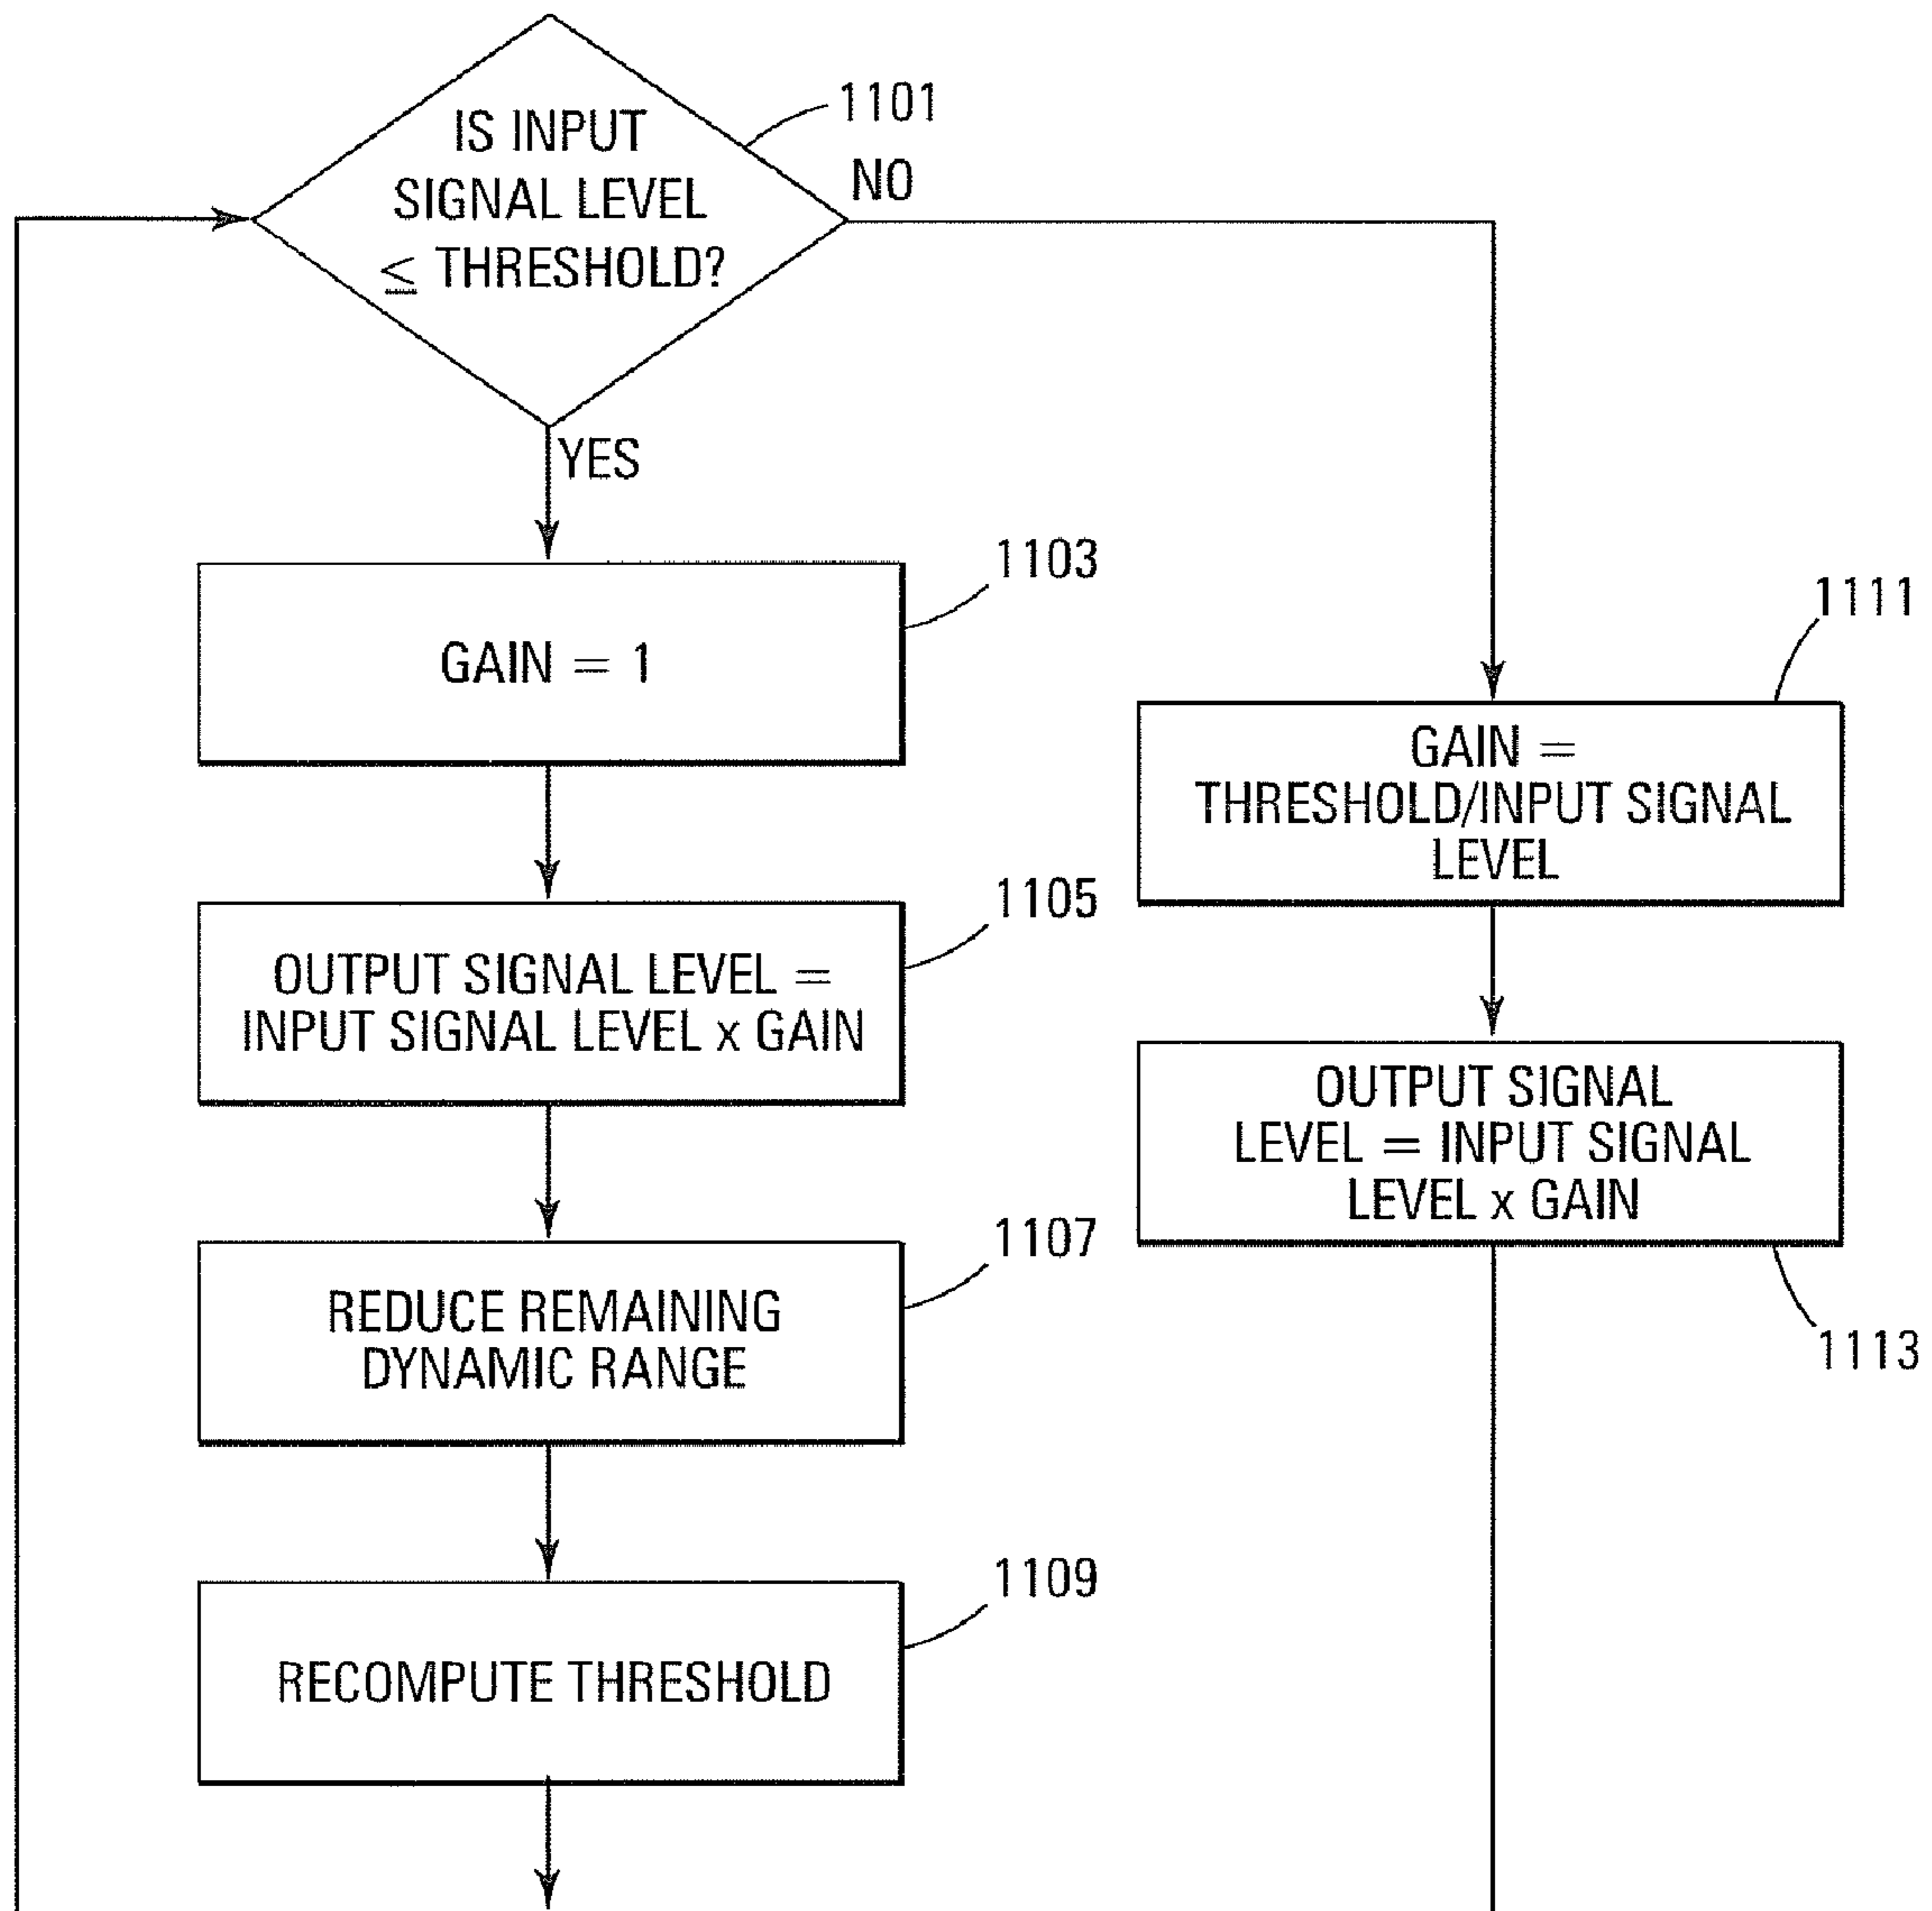 IS INPUT
SIGNAL LEVEL
≤ THRESHOLD?
1101
NO
YES
GAIN = 1
1103
OUTPUT SIGNAL LEVEL =
INPUT SIGNAL LEVEL x GAIN
1105
REDUCE REMAINING
DYNAMIC RANGE
1107
RECOMPUTE THRESHOLD
1109
GAIN =
THRESHOLD/INPUT SIGNAL
LEVEL
1111
OUTPUT SIGNAL
LEVEL = INPUT SIGNAL
LEVEL x GAIN
1113